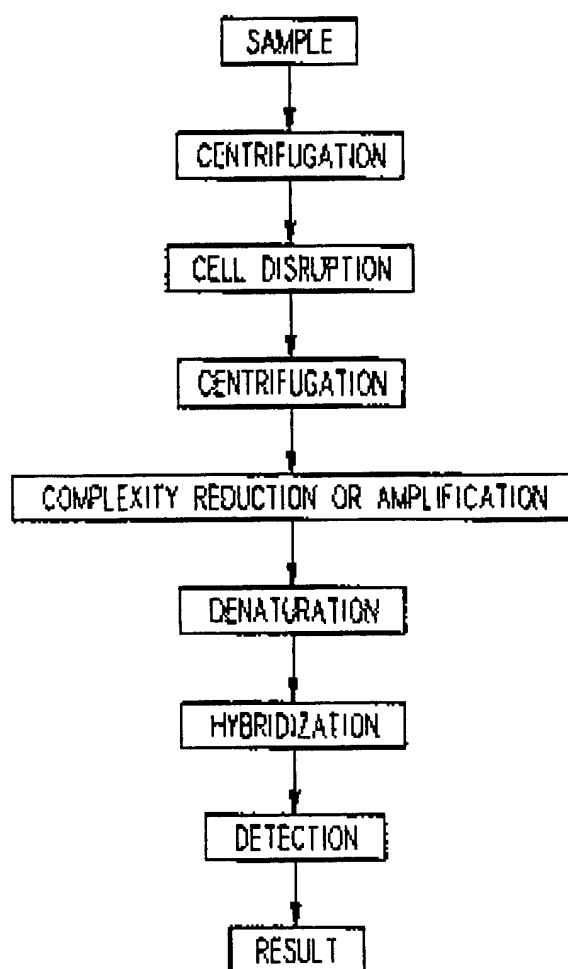 SAMPLE
CENTRIFUGATION
CELL DISRUPTION
CENTRIFUGATION
COMPLEXITY REDUCTION OR AMPLIFICATION
DENATURATION
HYBRIDIZATION
DETECTION
RESULT